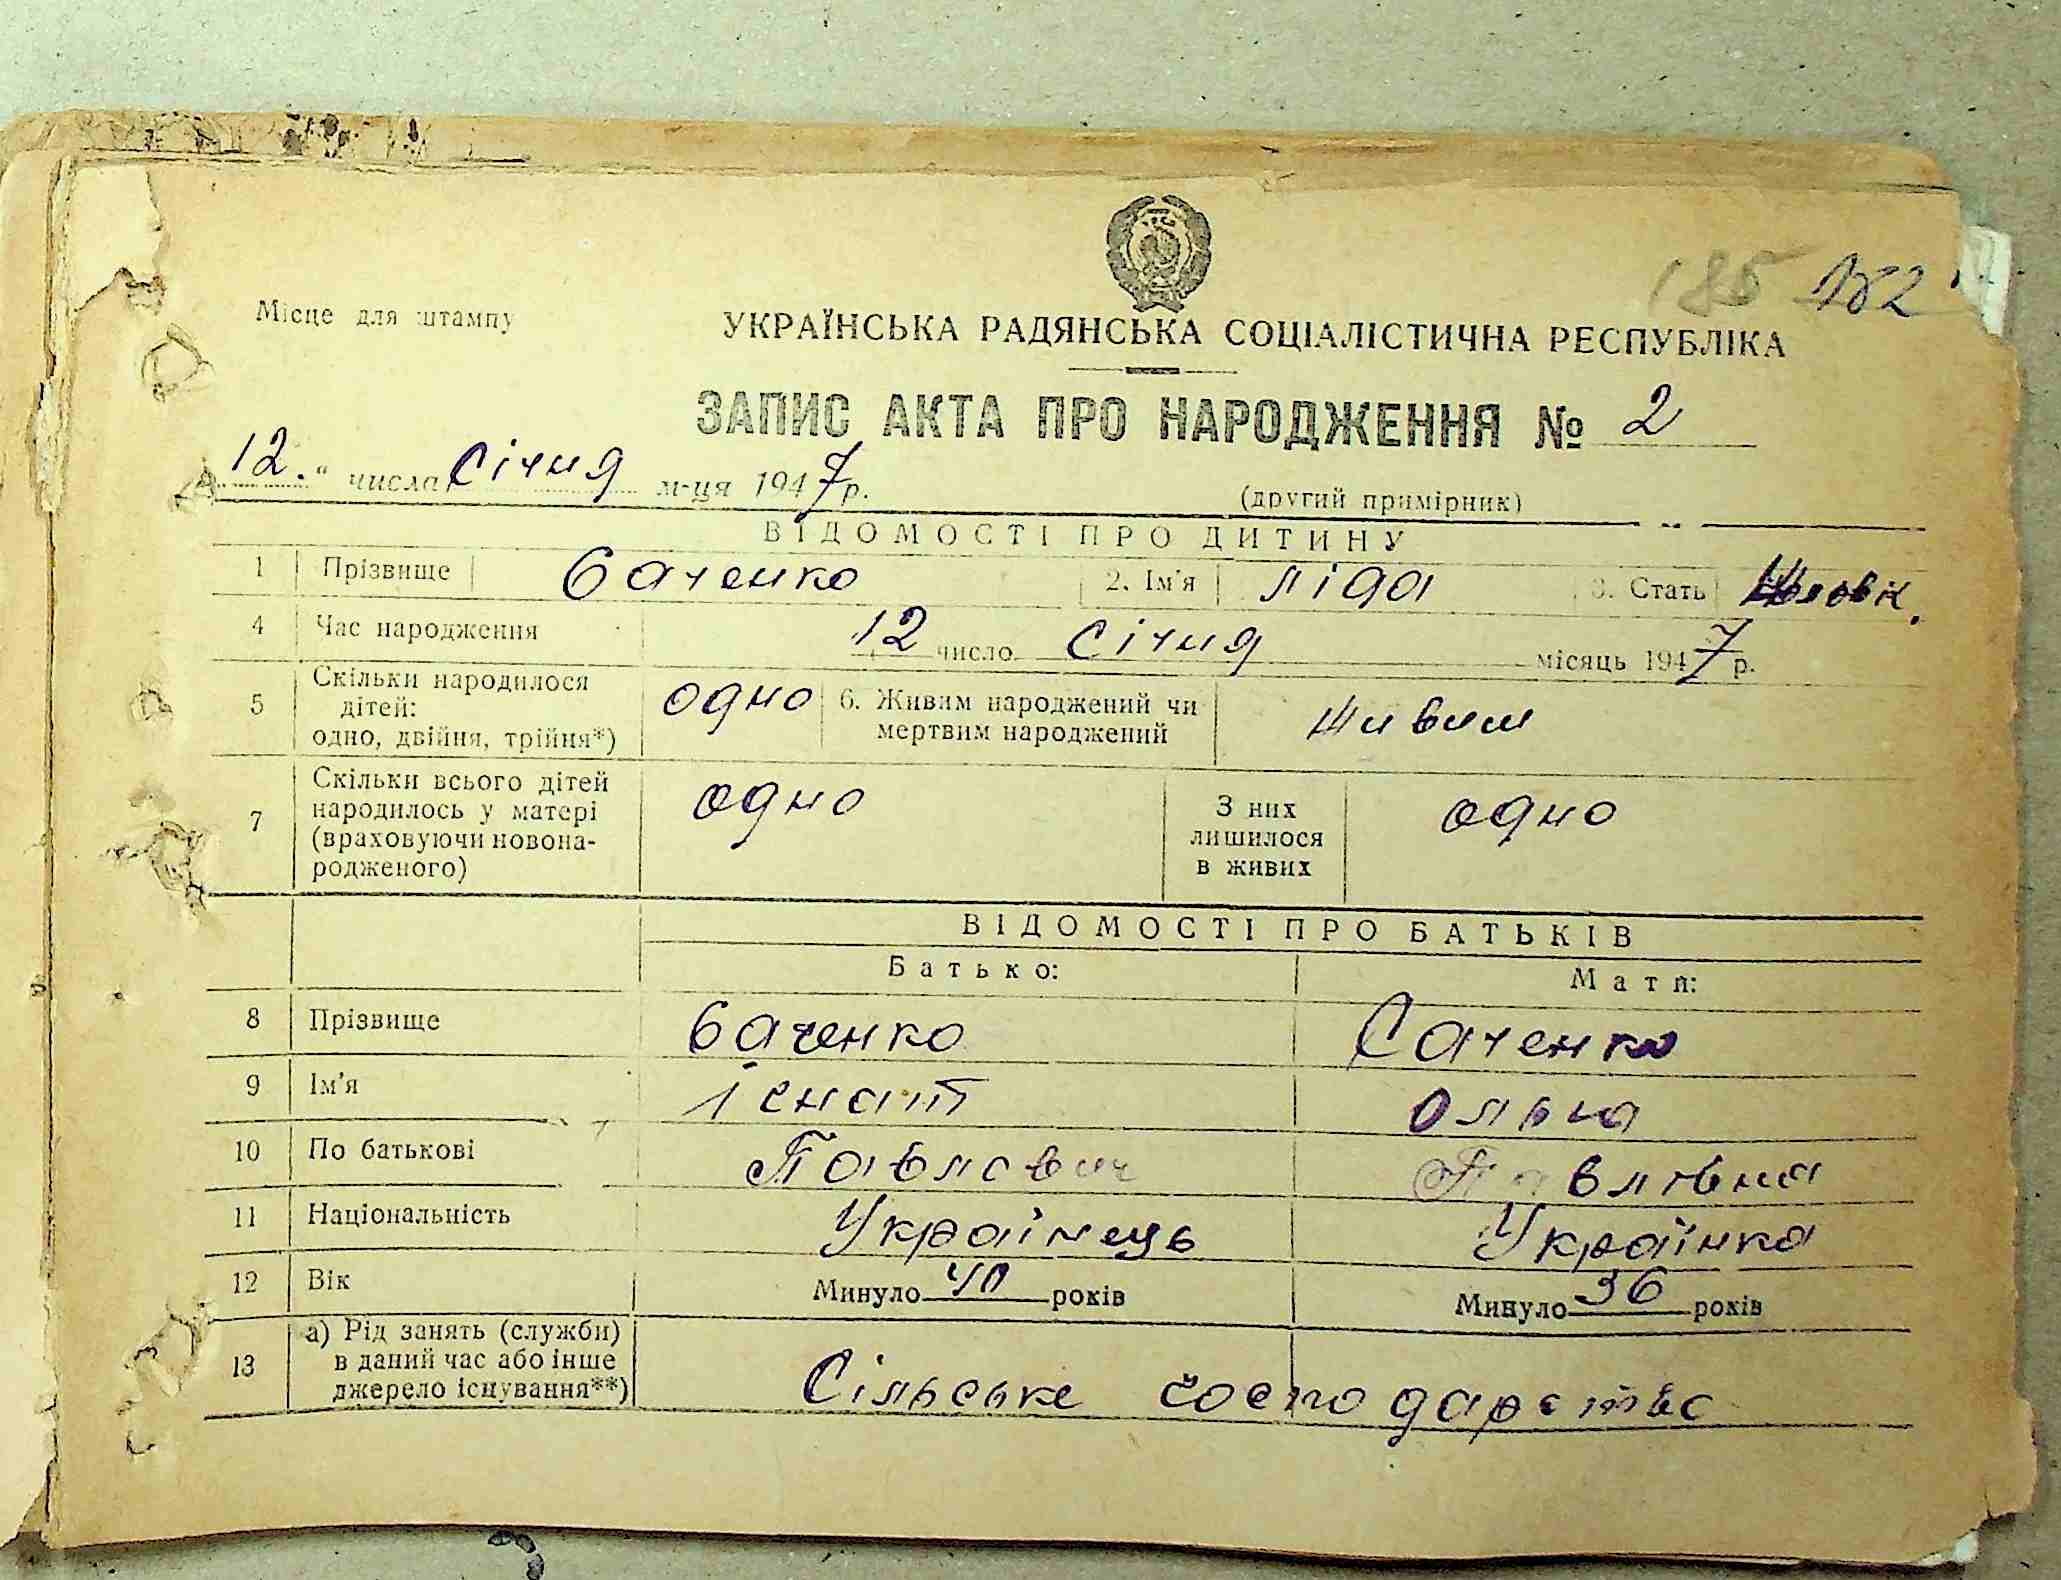 185 182
Місце для штампу
УКРАЇНСЬКА РАДЯНСЬКА СОЦІАЛІСТИЧНА РЕСПУБЛІКА
ЗАПИС АКТА ПРО НАРОДЖЕННЯ № 2
12. " числа Січня м-ця 1947 р.
(другий примірник)
ВІДОМОСТІ ПРО ДИТИНУ
1 Прізвище Саченко 2. Ім'я Ліда 3. Стать
4 Час народження 12 число Січня місяць 1947 р.
5 Скільки народилося дітей: одно, двійня, трійня*) одно 6. Живим народжений чи мертвим народжений Живим
7 Скільки всього дітей народилось у матері (враховуючи новонародженого) одно З них лишилося в живих одно
ВІДОМОСТІ ПРО БАТЬКІВ
Батько: Мати:
8 Прізвище Саченко Саченко
9 Ім'я Ігнат Ольга
10 По батькові Павлович Павлівна
11 Національність Українець Українка
12 Вік Минуло 40 років Минуло 36 років
13 а) Рід занять (служби) в даний час або інше джерело існування**) Сільське господарство